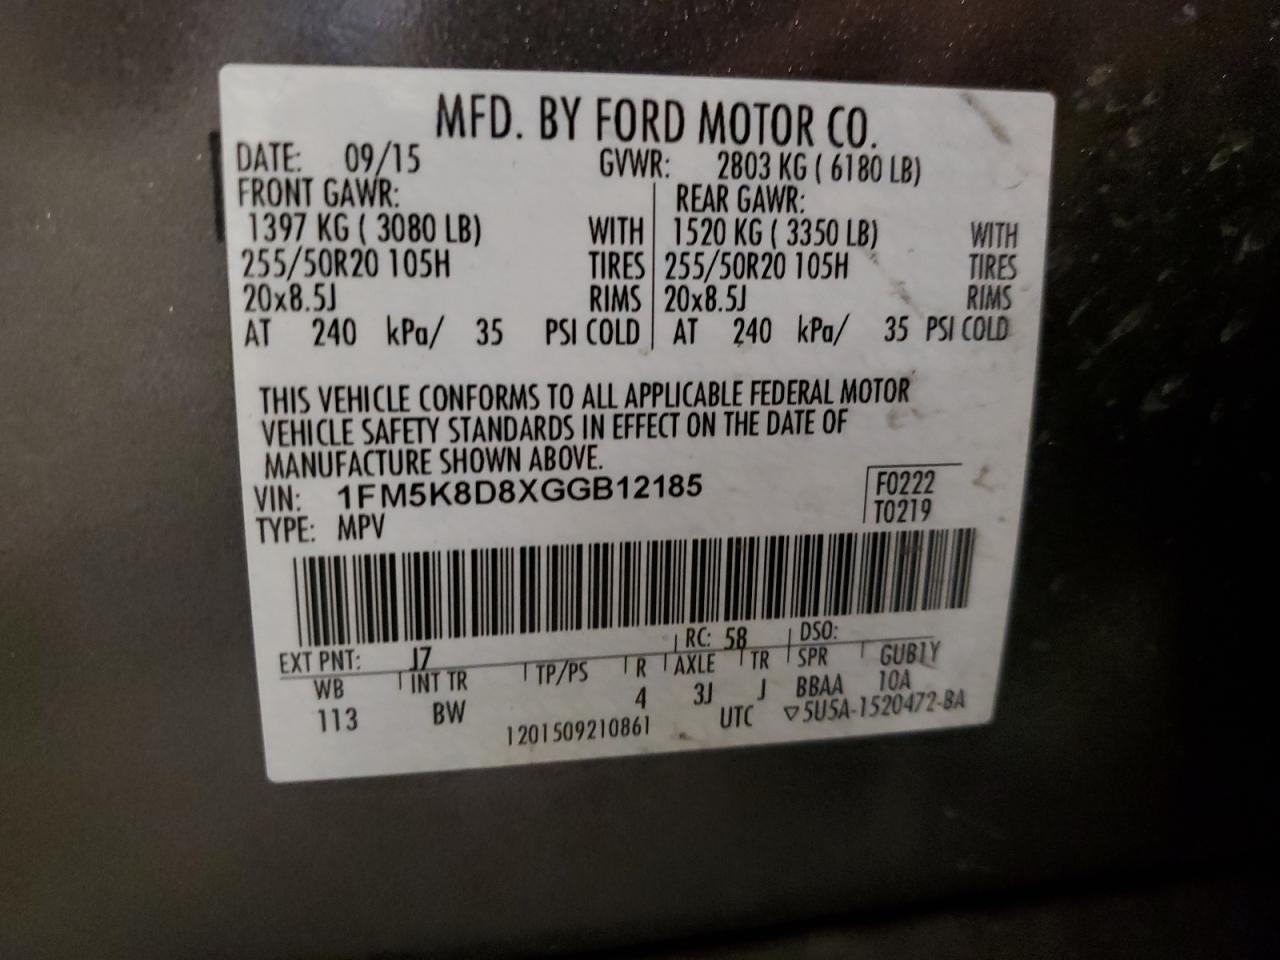 MFD. BY FORD MOTOR CO.
DATE: 09/15 GVWR: 2803 KG ( 6180 LB)
FRONT GAWR: REAR GAWR:
1397 KG ( 3080 LB) WITH 1520 KG ( 3350 LB) WITH
255/50R20 105H TIRES 255/50R20 105H TIRES
20x8.5J RIMS 20x8.5J RIMS
AT 240 kPa/ 35 PSI COLD AT 240 kPa/ 35 PSI COLD
THIS VEHICLE CONFORMS TO ALL APPLICABLE FEDERAL MOTOR
VEHICLE SAFETY STANDARDS IN EFFECT ON THE DATE OF
MANUFACTURE SHOWN ABOVE.
VIN: 1FM5K8D8XGGB12185 F0222
TYPE: MPV T0219
EXT PNT: J7 RC: 58 DSO:
WB INT TR TP/PS R AXLE TR SPR GUB1Y
113 BW 4 3J J BBAA 10A
1201509210861 UTC ▽5U5A-1520472-BA